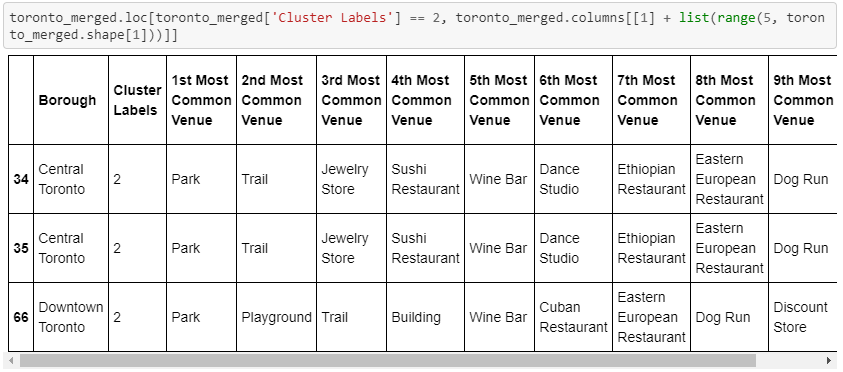 toronto_merged.loc[toronto_merged['Cluster Labels'] == 2, toronto_merged.columns[[1] + list(range(5, toron
to_merged.shape[1]))]]
Borough Cluster Labels 1st Most Common Venue 2nd Most Common Venue 3rd Most Common Venue 4th Most Common Venue 5th Most Common Venue 6th Most Common Venue 7th Most Common Venue 8th Most Common Venue 9th Most Common Venue
34 Central Toronto 2 Park Trail Jewelry Store Sushi Restaurant Wine Bar Dance Studio Ethiopian Restaurant Eastern European Restaurant Dog Run
35 Central Toronto 2 Park Trail Jewelry Store Sushi Restaurant Wine Bar Dance Studio Ethiopian Restaurant Eastern European Restaurant Dog Run
66 Downtown Toronto 2 Park Playground Trail Building Wine Bar Cuban Restaurant Eastern European Restaurant Dog Run Discount Store